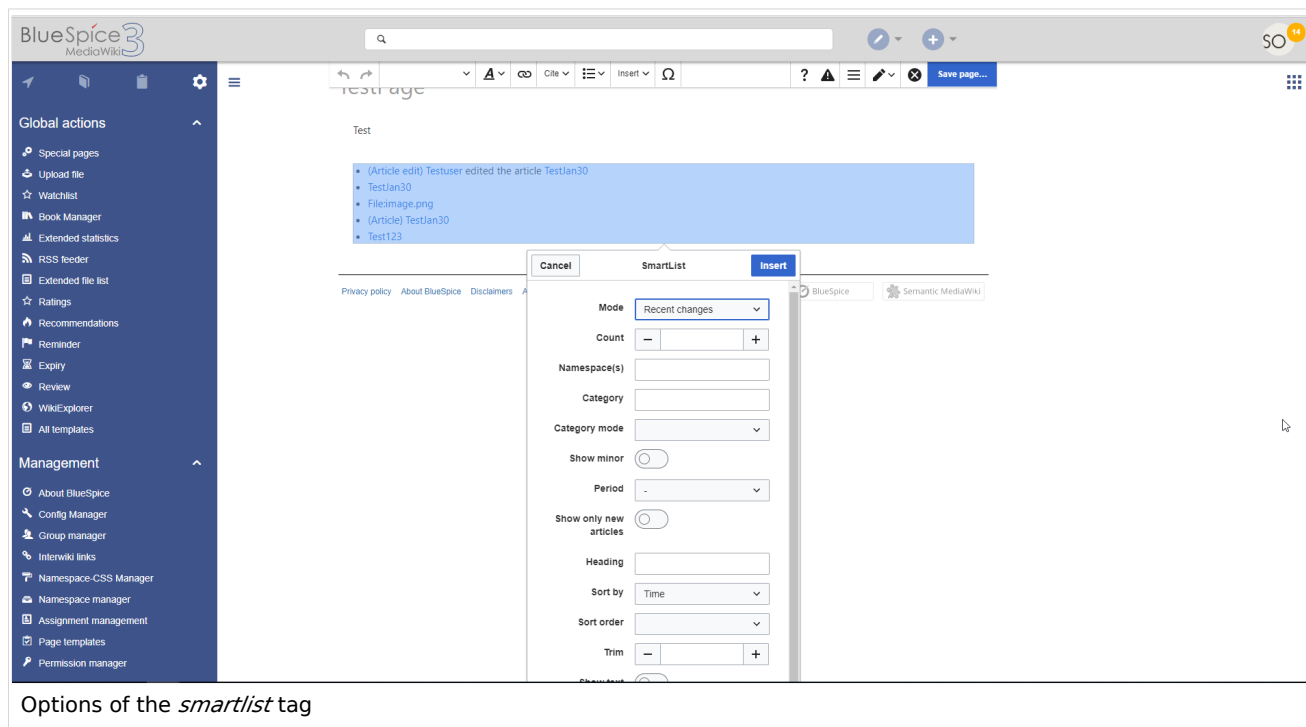 BlueSpice 3
MediaWiki
SO 14
Cite Insert Ω ? Save page...
TestPage
Global actions
Special pages
Upload file
Watchlist
Book Manager
Extended statistics
RSS feeder
Extended file list
Ratings
Recommendations
Reminder
Expiry
Review
WikiExplorer
All templates
Management
About BlueSpice
Config Manager
Group manager
Interwiki links
Namespace-CSS Manager
Namespace manager
Assignment management
Page templates
Permission manager
Test
(Article edit) Testuser edited the article TestJan30
TestJan30
File:image.png
(Article) TestJan30
Test123
Privacy policy About BlueSpice Disclaimers A
BlueSpice Semantic MediaWiki
Cancel SmartList Insert
Mode Recent changes
Count
Namespace(s)
Category
Category mode
Show minor
Period -
Show only new
articles
Heading
Sort by Time
Sort order
Trim
Show text
Options of the smartlist tag